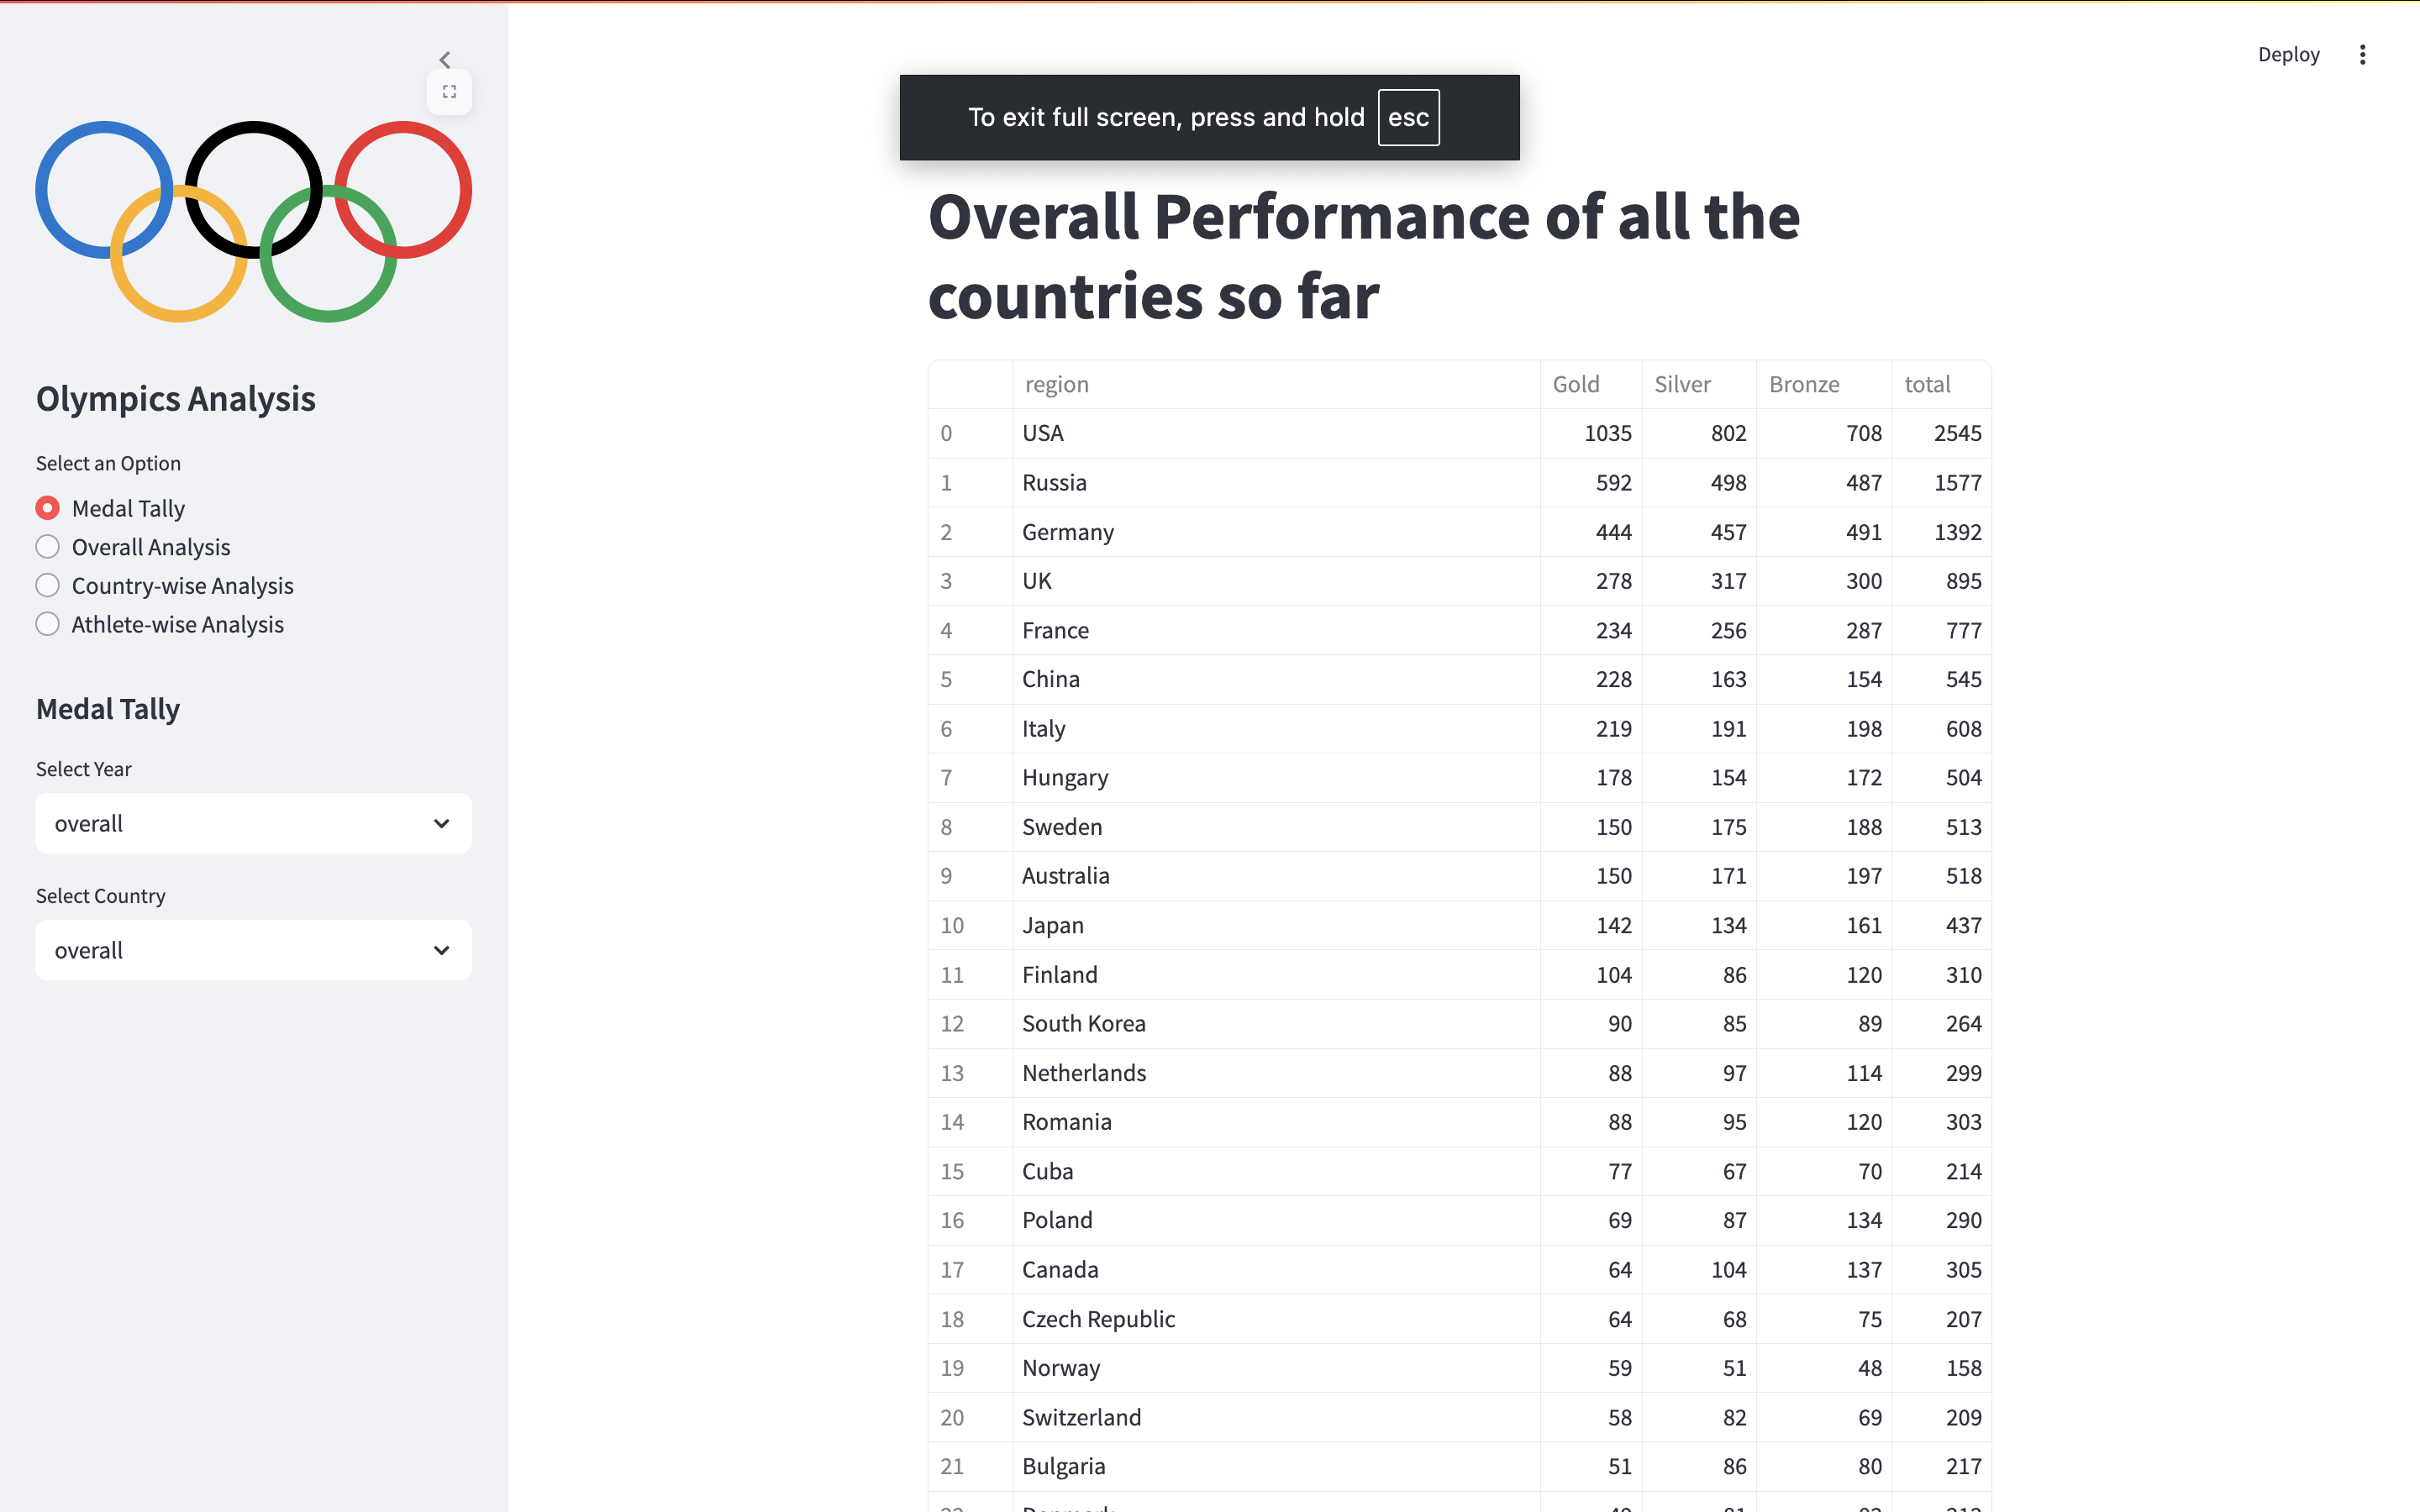 Deploy
To exit full screen, press and hold esc
Olympics Analysis
Select an Option
Medal Tally
Overall Analysis
Country-wise Analysis
Athlete-wise Analysis
Medal Tally
Select Year
overall
Select Country
overall
Overall Performance of all the
countries so far
region Gold Silver Bronze total
0 USA 1035 802 708 2545
1 Russia 592 498 487 1577
2 Germany 444 457 491 1392
3 UK 278 317 300 895
4 France 234 256 287 777
5 China 228 163 154 545
6 Italy 219 191 198 608
7 Hungary 178 154 172 504
8 Sweden 150 175 188 513
9 Australia 150 171 197 518
10 Japan 142 134 161 437
11 Finland 104 86 120 310
12 South Korea 90 85 89 264
13 Netherlands 88 97 114 299
14 Romania 88 95 120 303
15 Cuba 77 67 70 214
16 Poland 69 87 134 290
17 Canada 64 104 137 305
18 Czech Republic 64 68 75 207
19 Norway 59 51 48 158
20 Switzerland 58 82 69 209
21 Bulgaria 51 86 80 217